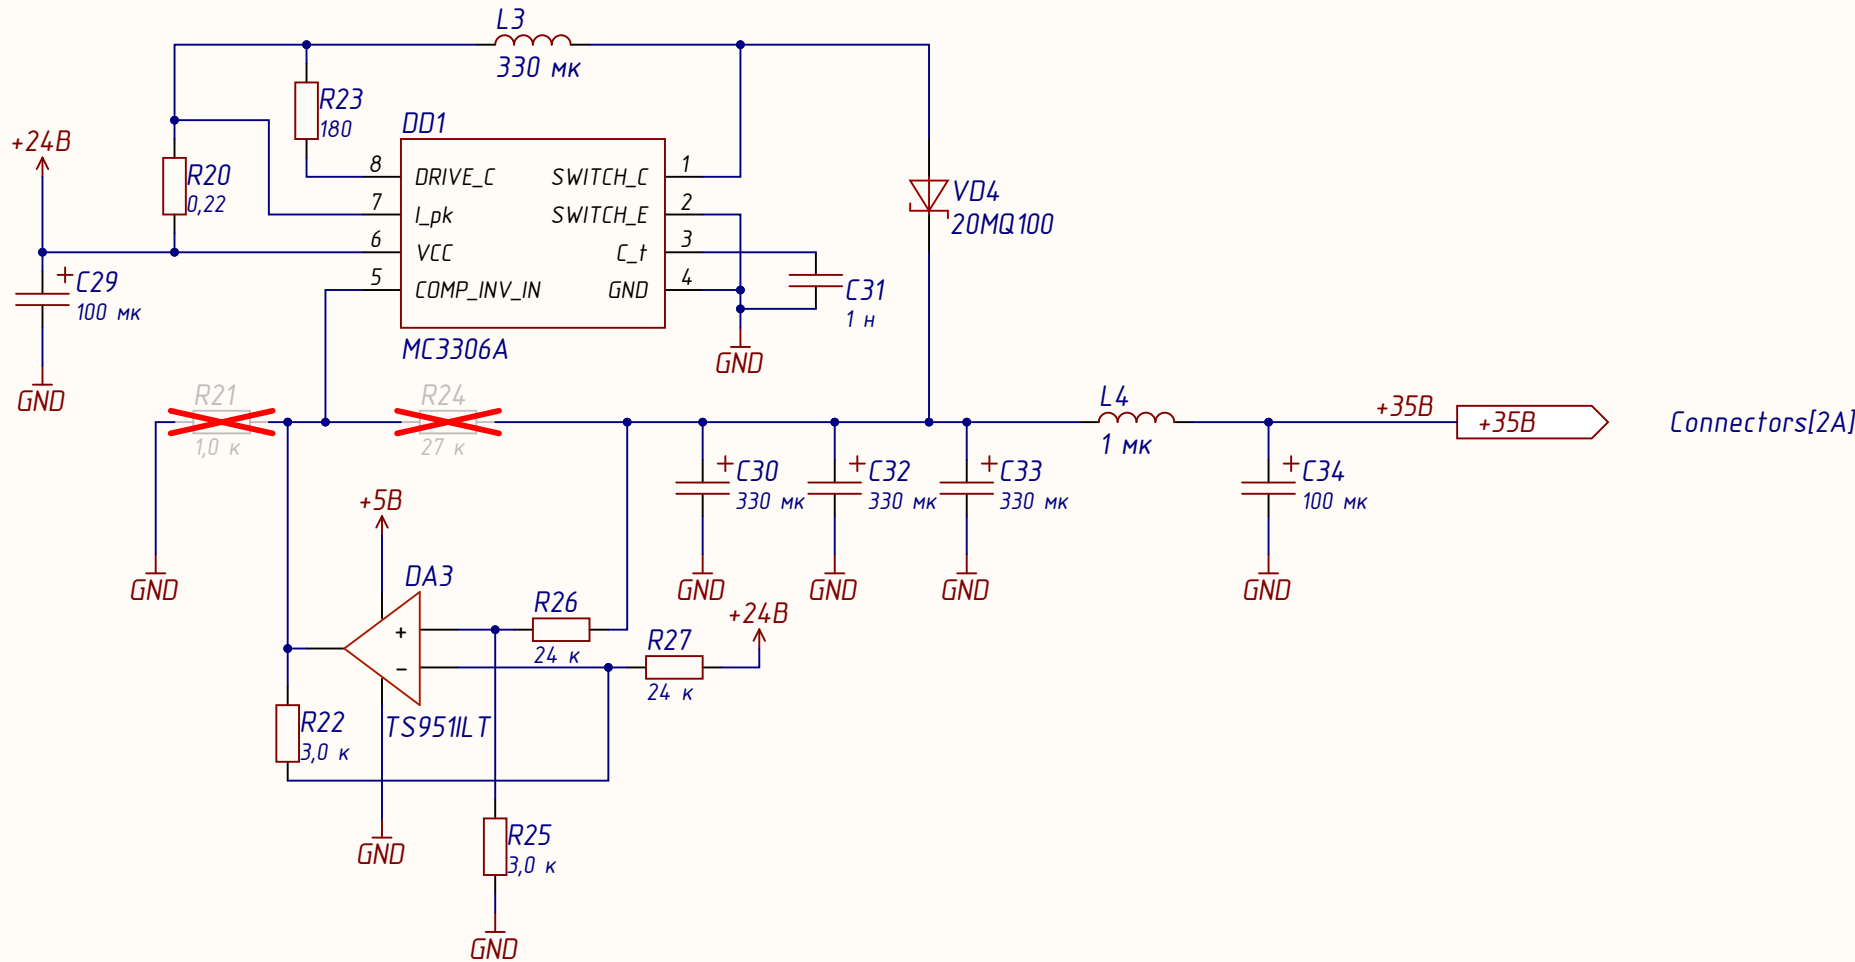 L3
330 мк
R23
180
DD1
+24В
R20
0,22
8
DRIVE_C
SWITCH_C
1
7
I_pk
SWITCH_E
2
6
VCC
C_t
3
5
COMP_INV_IN
GND
4
VD4
20MQ100
+
C29
100 мк
C31
1 н
MC3306A
GND
GND
R21
1,0 к
R24
27 к
L4
1 мк
+35В
+35В
Connectors[2A]
+
C30
330 мк
+
C32
330 мк
+
C33
330 мк
+
C34
100 мк
+5В
GND
DA3
GND
GND
GND
GND
R26
24 к
+24В
+
−
R27
24 к
R22
3,0 к
TS951ILT
GND
R25
3,0 к
GND